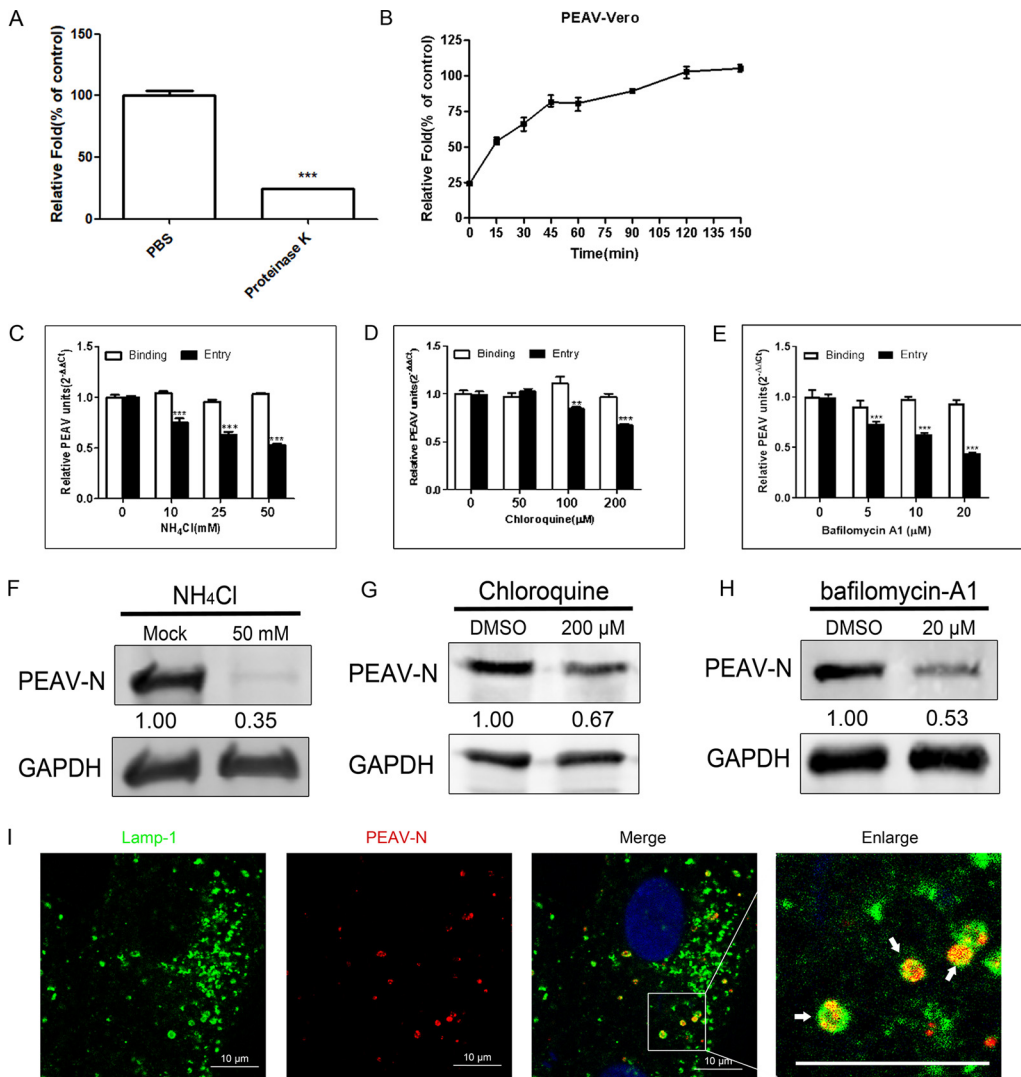 A
Relative Fold(% of control)
150
100
50
0
PBS
Proteinase K
***
B
PEAV-Vero
Relative Fold(% of control)
125
100
75
50
25
0
0 15 30 45 60 75 90 105 120 135 150
Time(min)
C
Binding Entry
Relative PEAV units(2^-ΔΔCt)
1.5
1.0
0.5
0.0
*** *** ***
0 10 25 50
NH₄Cl(mM)
D
Binding Entry
Relative PEAV units(2^-ΔΔCt)
1.5
1.0
0.5
0.0
** ***
0 50 100 200
Chloroquine(μM)
E
Binding Entry
Relative PEAV units(2^-ΔΔCt)
1.5
1.0
0.5
0.0
*** *** ***
0 5 10 20
Bafilomycin A1 (μM)
F
NH₄Cl
Mock 50 mM
PEAV-N
1.00 0.35
GAPDH
G
Chloroquine
DMSO 200 μM
PEAV-N
1.00 0.67
GAPDH
H
bafilomycin-A1
DMSO 20 μM
PEAV-N
1.00 0.53
GAPDH
I
Lamp-1 PEAV-N Merge Enlarge
10 μm 10 μm 10 μm